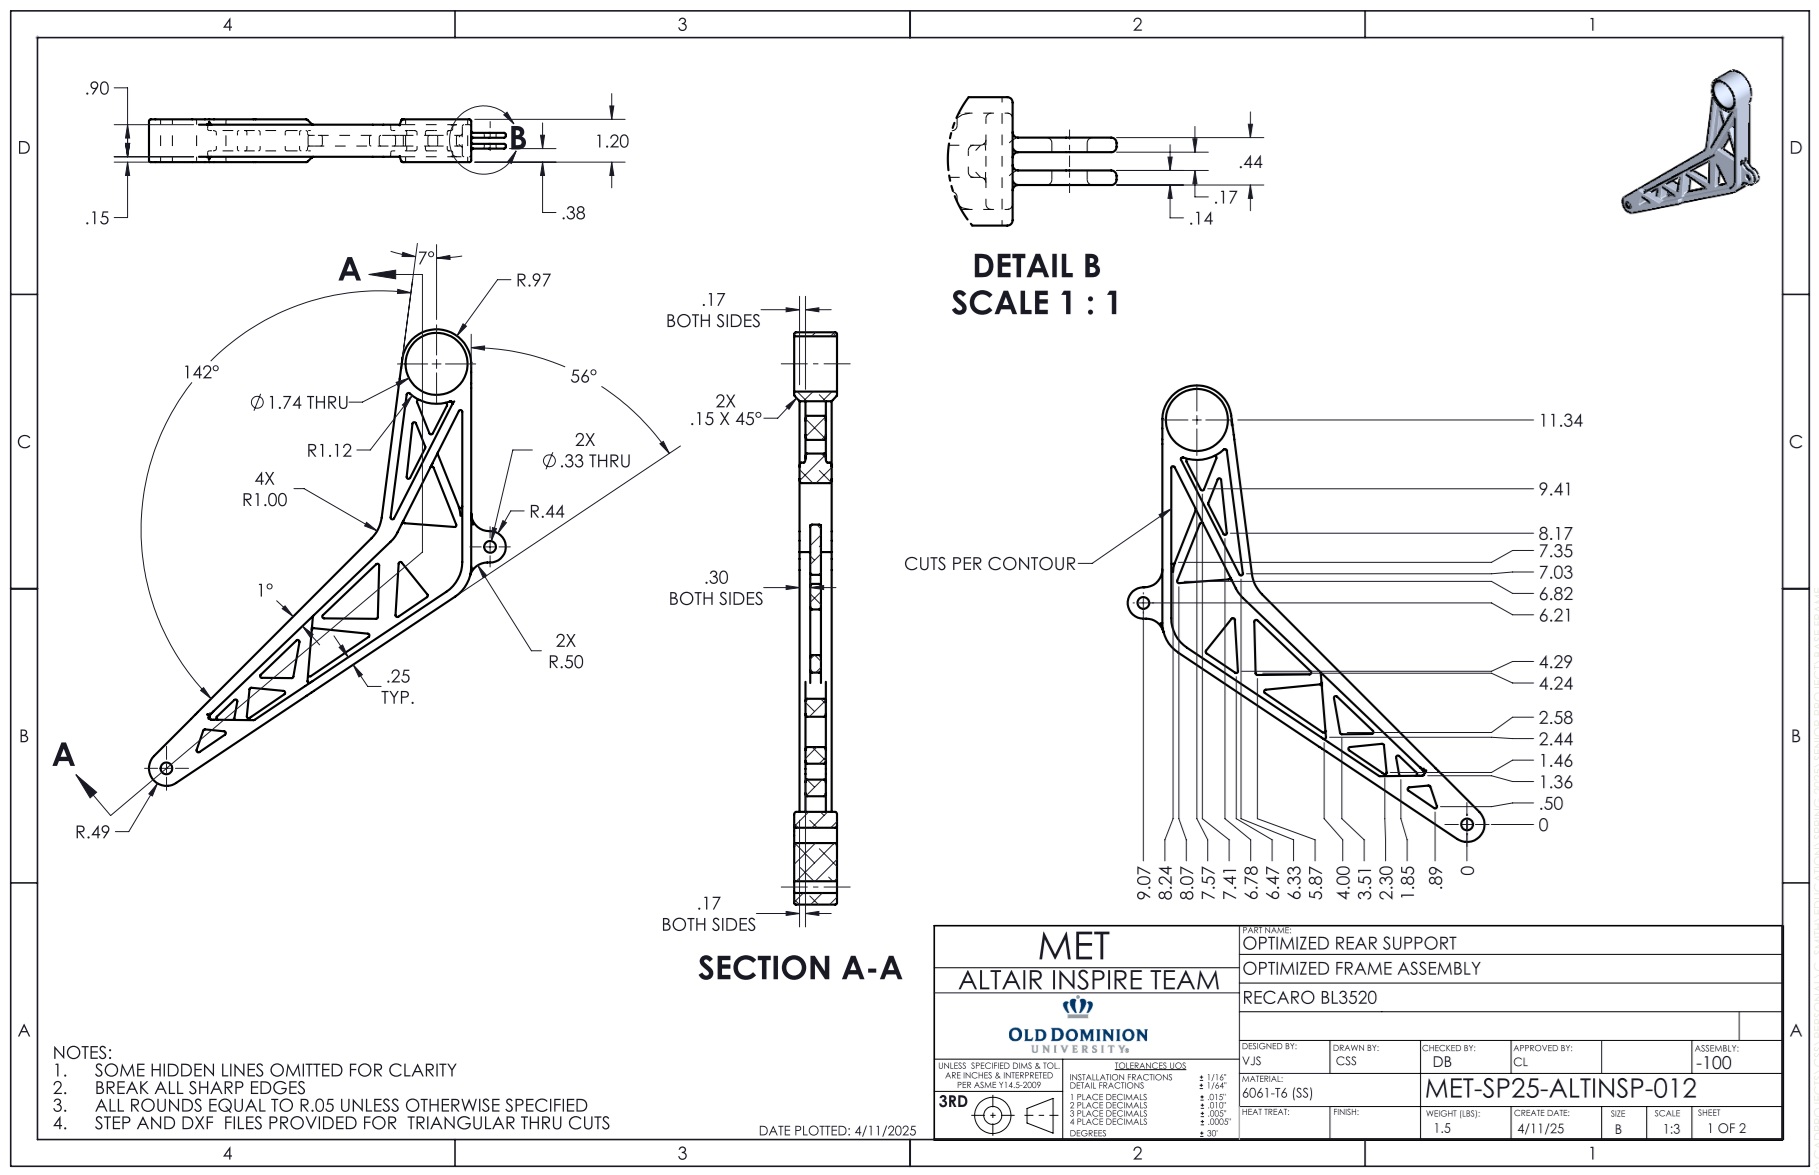 4 3 2 1
D
C
B
A
.90
.15
B
1.20
.38
.44
.17
.14
DETAIL B
SCALE 1 : 1
D
C
B
A
A
7°
R.97
142°
56°
Ø1.74 THRU
R1.12
2X
Ø.33 THRU
4X
R1.00
R.44
1°
2X
R.50
.25
TYP.
A
R.49
.17
BOTH SIDES
2X
.15 X 45°
.30
BOTH SIDES
.17
BOTH SIDES
SECTION A-A
CUTS PER CONTOUR
11.34
9.41
8.17
7.35
7.03
6.82
6.21
4.29
4.24
2.58
2.44
1.46
1.36
.50
0
9.07
8.24
8.07
7.57
7.41
6.78
6.47
6.33
5.87
4.00
3.51
2.30
1.85
.89
0
NOTES:
1. SOME HIDDEN LINES OMITTED FOR CLARITY
2. BREAK ALL SHARP EDGES
3. ALL ROUNDS EQUAL TO R.05 UNLESS OTHERWISE SPECIFIED
4. STEP AND DXF FILES PROVIDED FOR TRIANGULAR THRU CUTS
DATE PLOTTED: 4/11/2025
MET
ALTAIR INSPIRE TEAM
OLD DOMINION
UNIVERSITY®
UNLESS SPECIFIED DIMS & TOL.
ARE INCHES & INTERPRETED
PER ASME Y14.5-2009
3RD
TOLERANCES UOS
INSTALLATION FRACTIONS ± 1/16"
DETAIL FRACTIONS ± 1/64"
1 PLACE DECIMALS ± .015"
2 PLACE DECIMALS ± .010"
3 PLACE DECIMALS ± .005"
4 PLACE DECIMALS ± .0005"
DEGREES ± 30'
PART NAME:
OPTIMIZED REAR SUPPORT
OPTIMIZED FRAME ASSEMBLY
RECARO BL3520
DESIGNED BY:
VJS
DRAWN BY:
CSS
CHECKED BY:
DB
APPROVED BY:
CL
ASSEMBLY:
-100
MATERIAL:
6061-T6 (SS)
MET-SP25-ALTINSP-012
HEAT TREAT:
FINISH:
WEIGHT (LBS):
1.5
CREATE DATE:
4/11/25
SIZE
B
SCALE
1:3
SHEET
1 OF 2
4 3 2 1